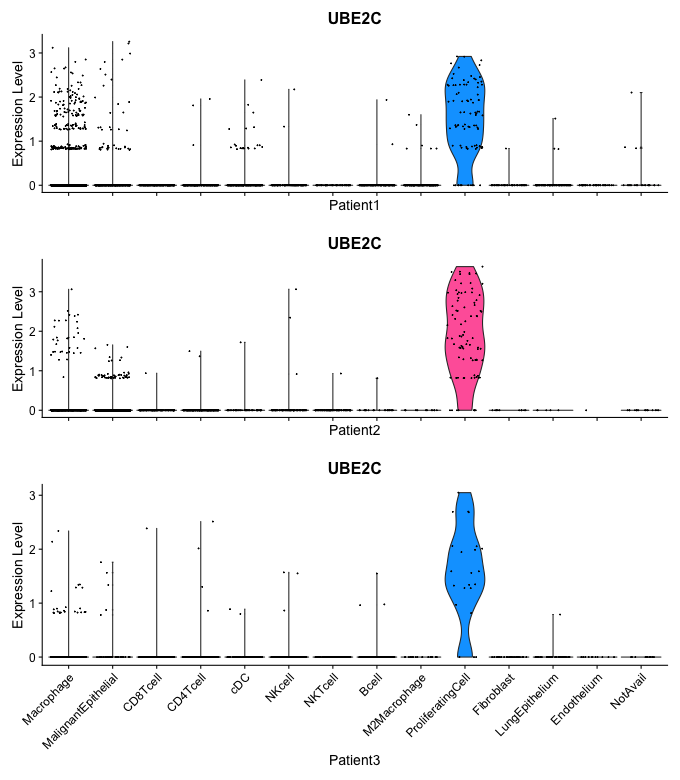 UBE2C
Expression Level
3
2
1
0
Patient1
UBE2C
Expression Level
3
2
1
0
Patient2
UBE2C
Expression Level
3
2
1
0
Macrophage
MalignantEpithelial
CD8Tcell
CD4Tcell
cDC
NKcell
NKTcell
Bcell
M2Macrophage
ProliferatingCell
Fibroblast
LungEpithelium
Endothelium
NotAvail
Patient3